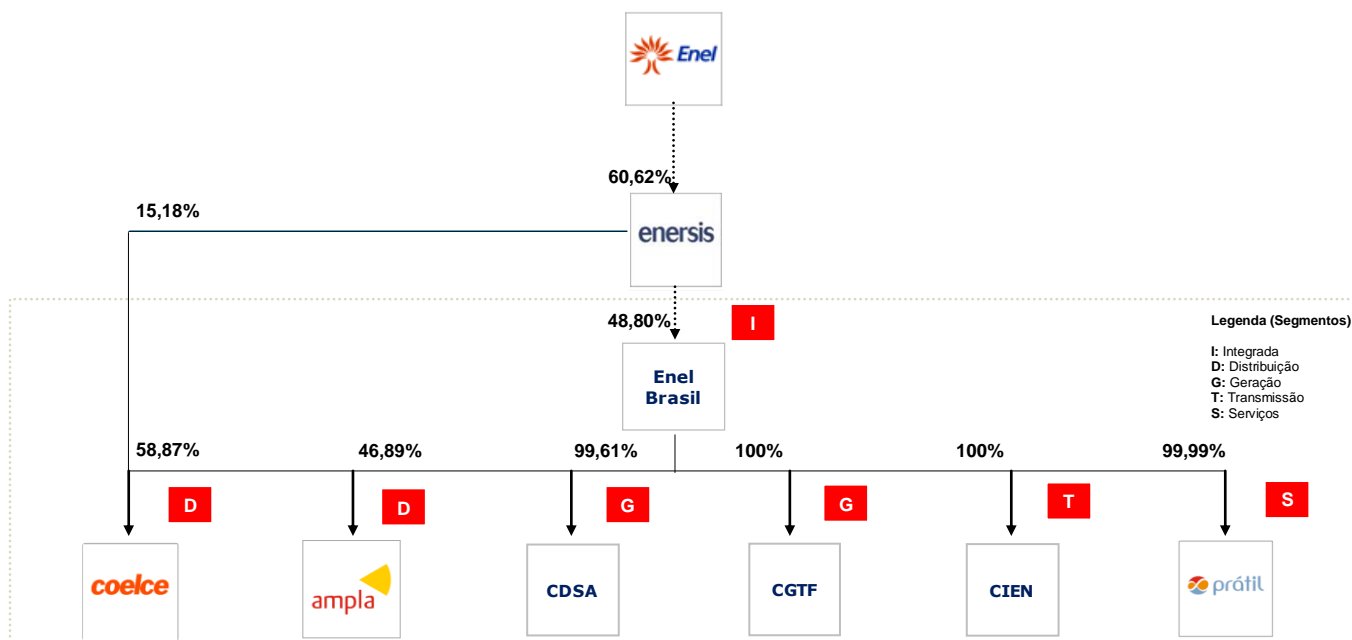 Enel
60,62%
15,18%
enersis
48,80%
I
Legenda (Segmentos)
I: Integrada
D: Distribuição
G: Geração
T: Transmissão
S: Serviços
Enel
Brasil
58,87%
46,89%
99,61%
100%
100%
99,99%
D
D
G
G
T
S
coelce
ampla
CDSA
CGTF
CIEN
prátil